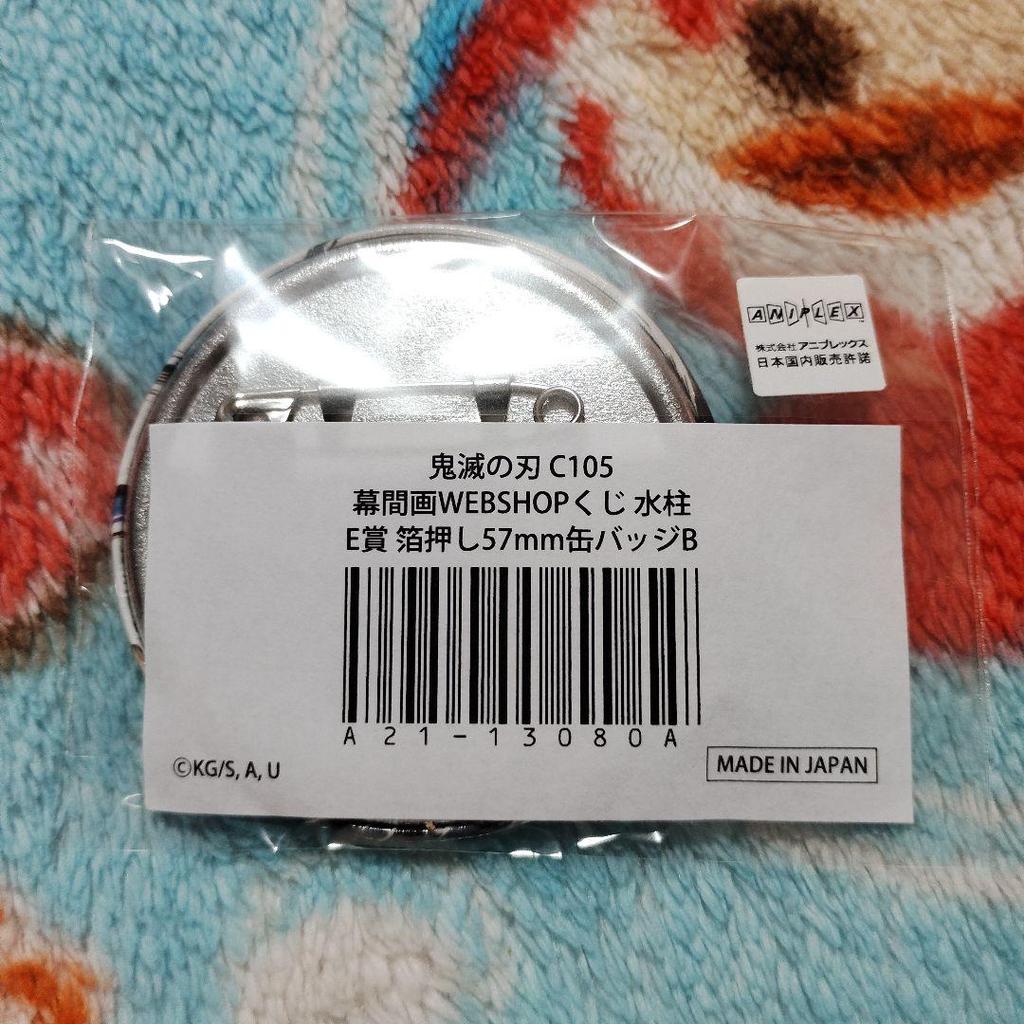 ANIPLEX
株式会社アニプレックス
日本国内販売許諾
鬼滅の刃 C105
幕間画WEBSHOPくじ 水柱
E賞 箔押し57mm缶バッジB
A21-13080A
©KG/S, A, U
MADE IN JAPAN